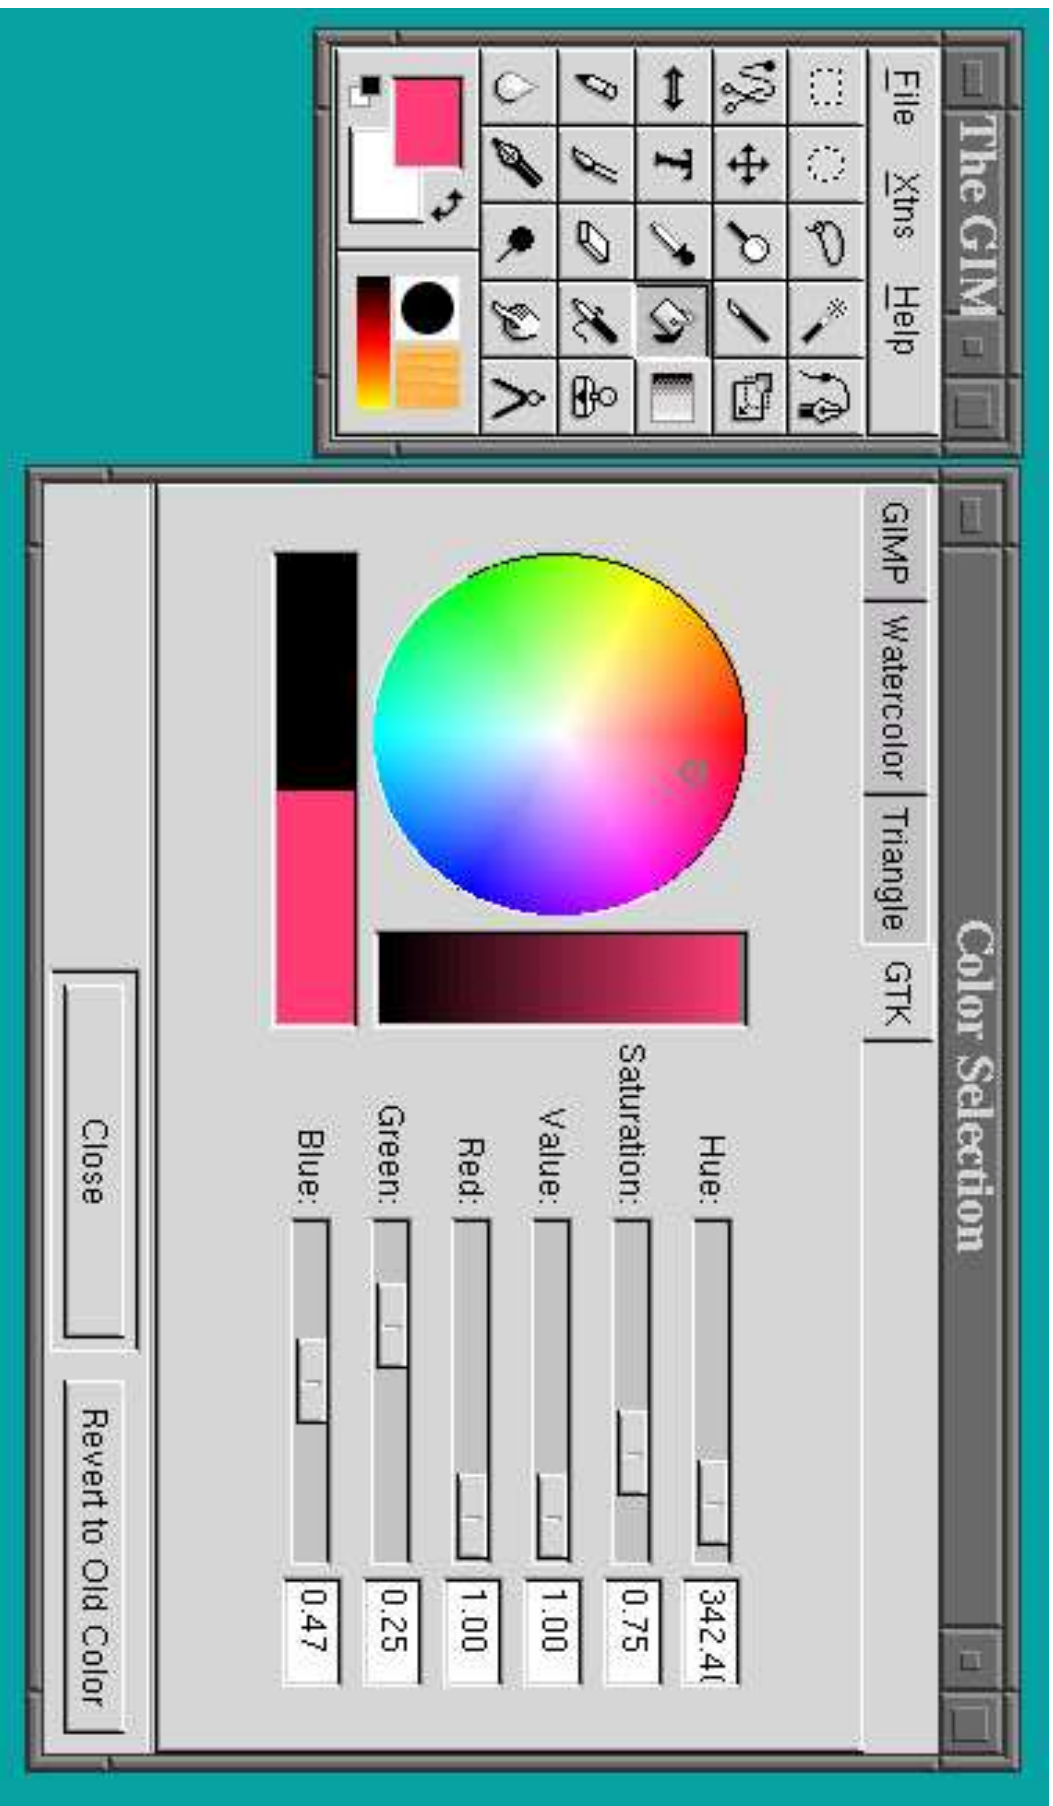 The GIM
File Xtns Help
Color Selection
GIMP Watercolor Triangle GTK
Hue: 342.4
Saturation: 0.75
Value: 1.00
Red: 1.00
Green: 0.25
Blue: 0.47
Close Revert to Old Color